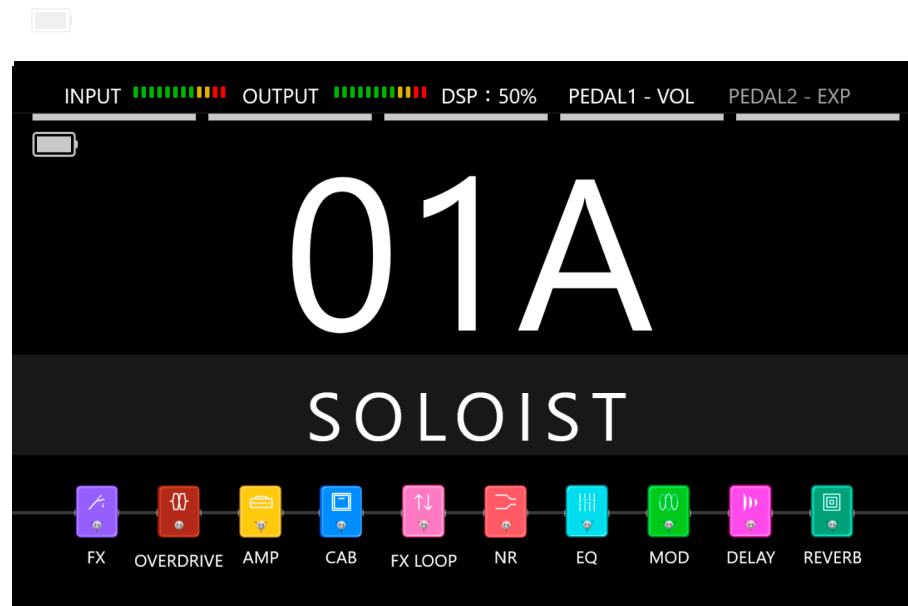 INPUT OUTPUT DSP : 50% PEDAL1 - VOL PEDAL2 - EXP
01A
SOLOIST
FX OVERDRIVE AMP CAB FX LOOP NR EQ MOD DELAY REVERB